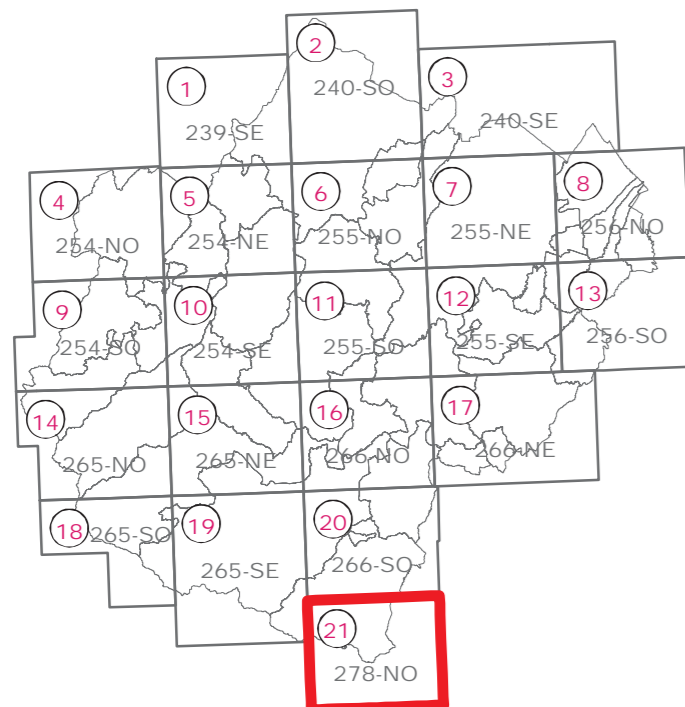 1
239-SE
2
240-SO
3
240-SE
4
254-NO
5
254-NE
6
255-NO
7
255-NE
8
256-NO
9
254-SO
10
254-SE
11
255-SO
12
255-SE
13
256-SO
14
265-NO
15
265-NE
16
266-NO
17
266-NE
18
265-SO
19
265-SE
20
266-SO
21
278-NO